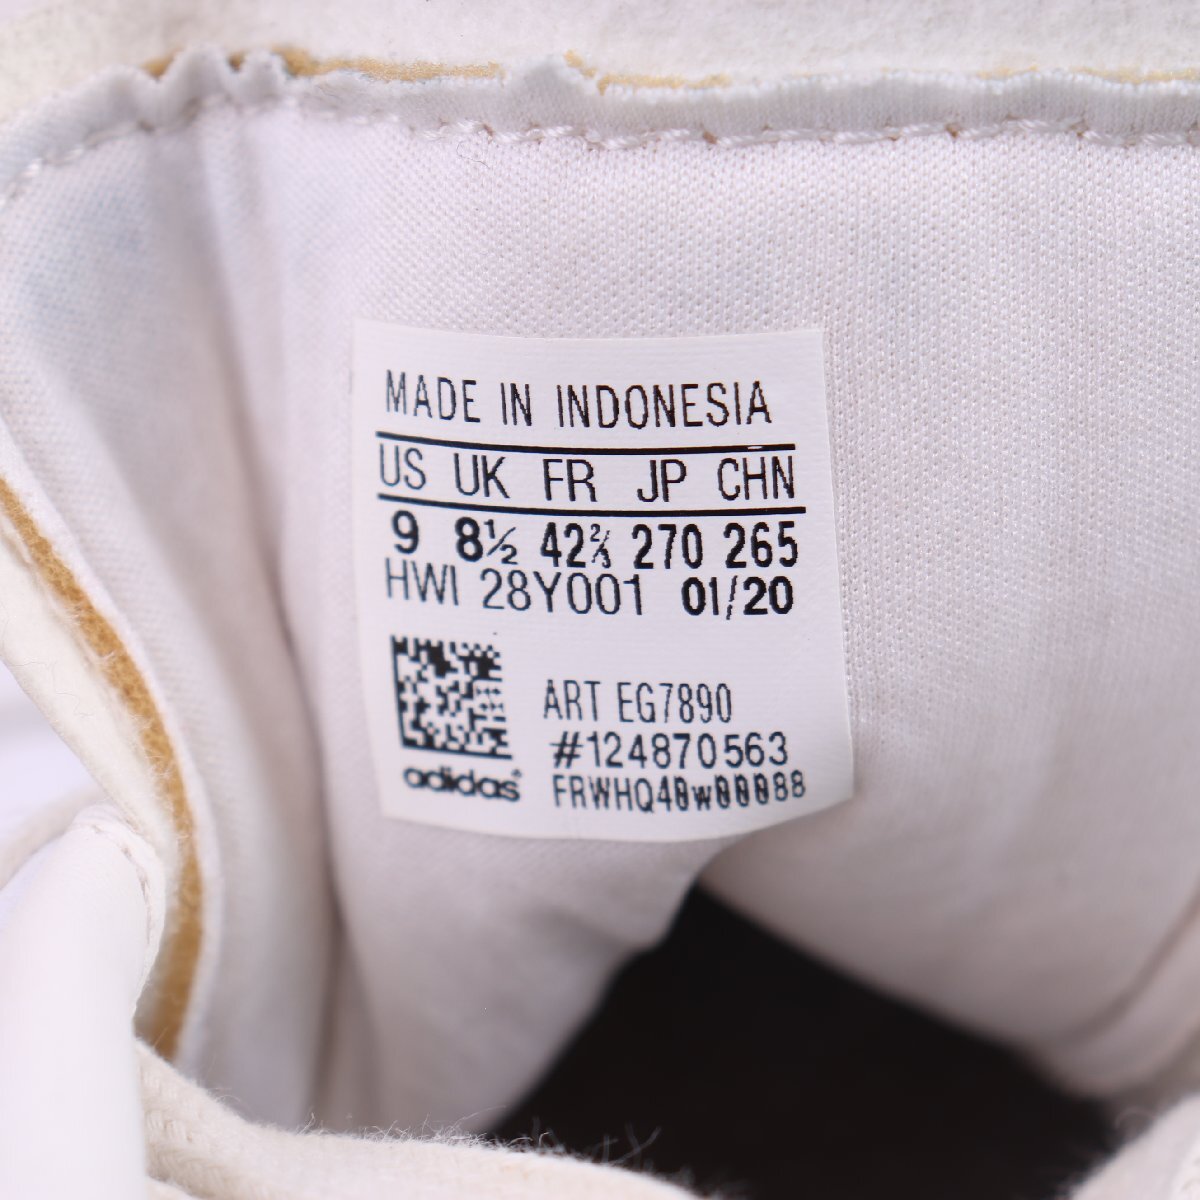 MADE IN INDONESIA
US UK FR JP CHN
9 8½ 42⅔ 270 265
HWI 28Y001 01/20
ART EG7890
#124870563
adidas FRWHQ40w00088